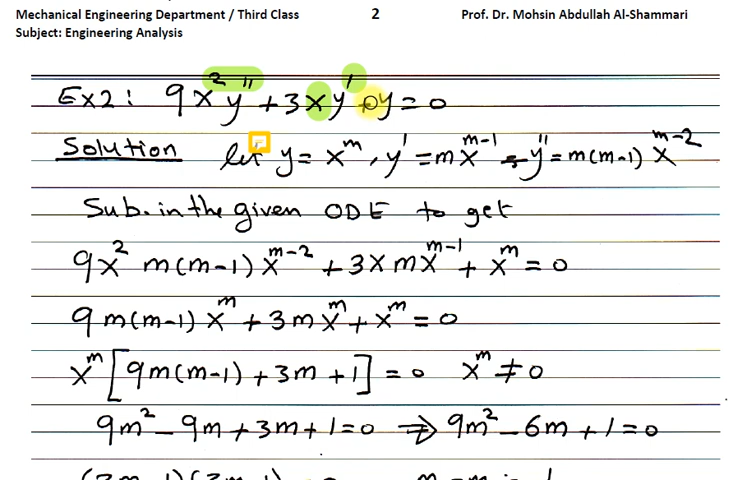 Mechanical Engineering Department / Third Class 2 Prof. Dr. Mohsin Abdullah Al-Shammari
Subject: Engineering Analysis
Ex2: 9x²y'' + 3xy' + y = 0
Solution let y = x^m, y' = mx^(m-1) & y'' = m(m-1) x^(m-2)
Sub. in the given ODE to get
9x² m(m-1) x^(m-2) + 3x mx^(m-1) + x^m = 0
9m(m-1) x^m + 3m x^m + x^m = 0
x^m [9m(m-1) + 3m + 1] = 0 x^m ≠ 0
9m² - 9m + 3m + 1 = 0 ⇒ 9m² - 6m + 1 = 0